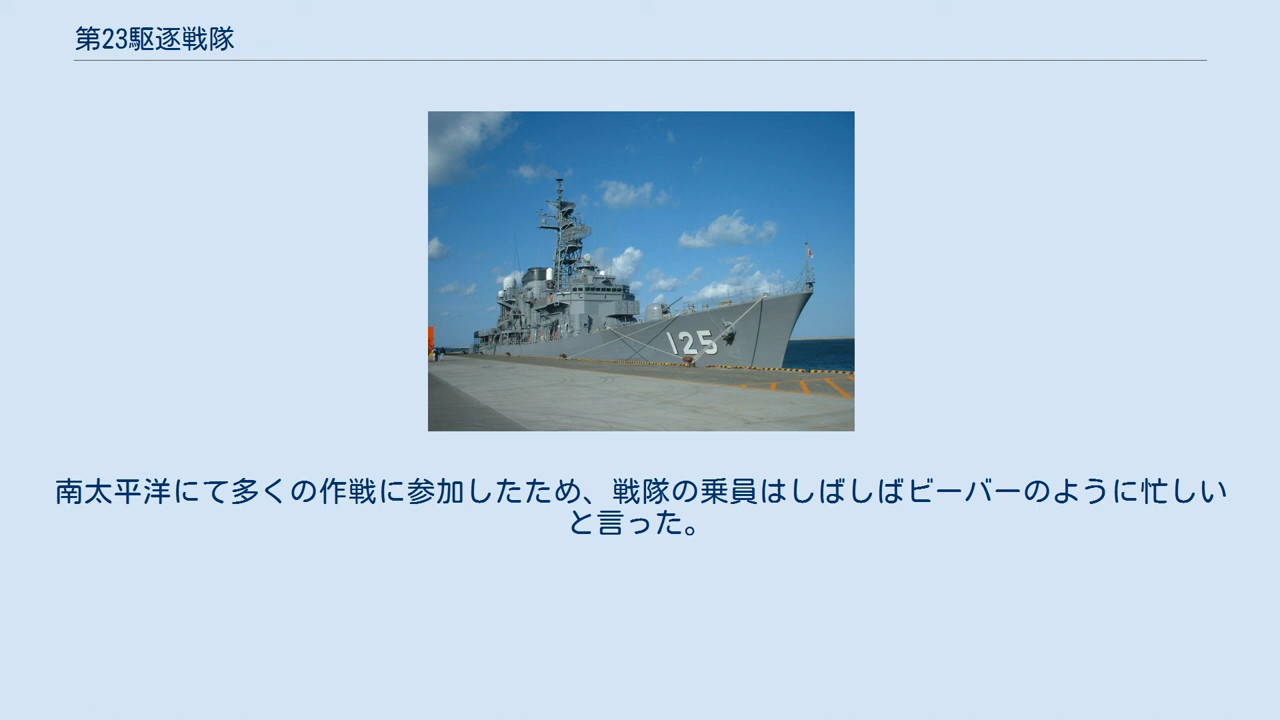 第23駆逐戦隊
125
南太平洋にて多くの作戦に参加したため、戦隊の乗員はしばしばビーバーのように忙しい
と言った。